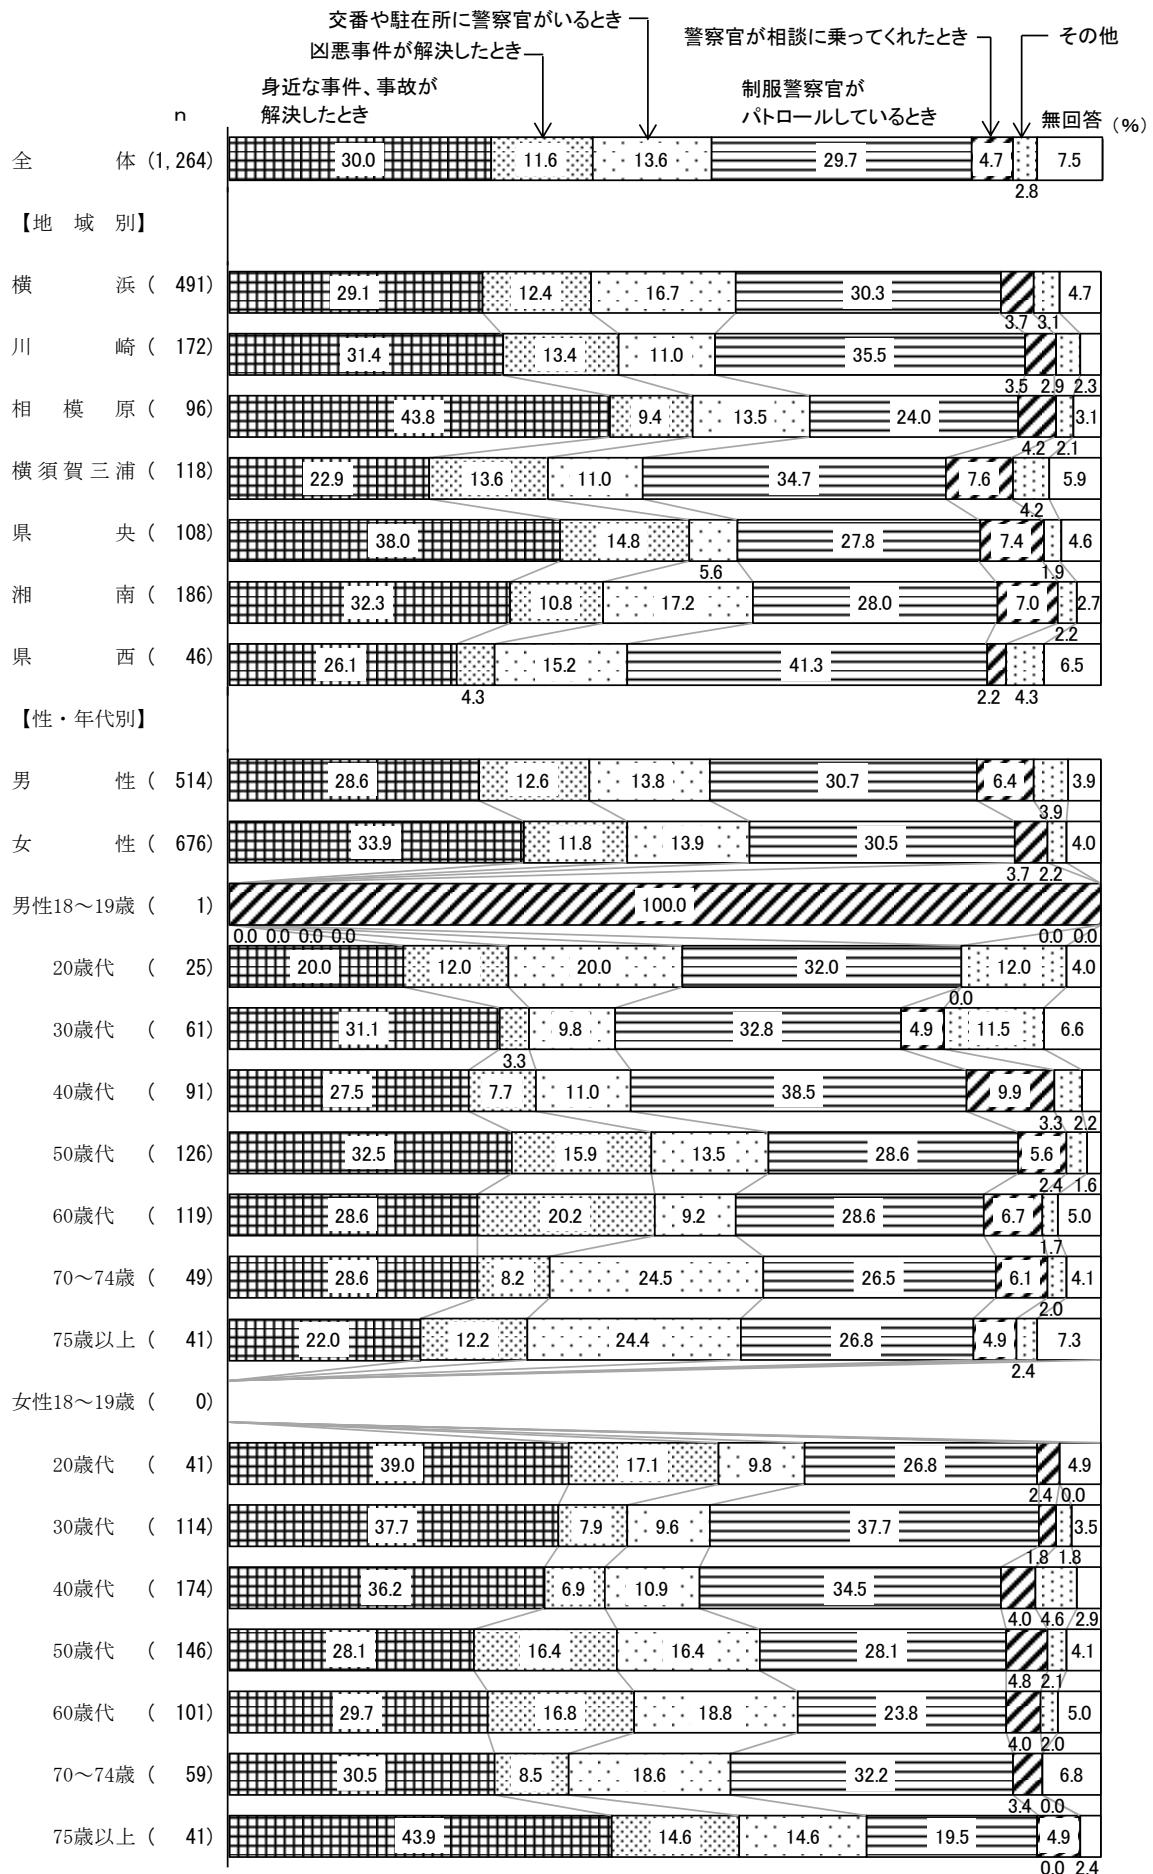 交番や駐在所に警察官がいるとき
凶悪事件が解決したとき
警察官が相談に乗ってくれたとき
その他
身近な事件、事故が
解決したとき
制服警察官が
パトロールしているとき
n
無回答
(%)
全体 (1,264) 30.0 11.6 13.6 29.7 4.7 7.5
2.8
【地域別】
横浜 ( 491) 29.1 12.4 16.7 30.3 4.7
3.7 3.1
川崎 ( 172) 31.4 13.4 11.0 35.5
3.5 2.9 2.3
相模原 ( 96) 43.8 9.4 13.5 24.0 3.1
4.2 2.1
横須賀三浦 ( 118) 22.9 13.6 11.0 34.7 7.6 5.9
4.2
県央 ( 108) 38.0 14.8 27.8 7.4 4.6
5.6 1.9
湘南 ( 186) 32.3 10.8 17.2 28.0 7.0 2.7
2.2
県西 ( 46) 26.1 15.2 41.3 6.5
4.3 2.2 4.3
【性・年代別】
男性 ( 514) 28.6 12.6 13.8 30.7 6.4 3.9
3.9
女性 ( 676) 33.9 11.8 13.9 30.5 4.0
3.7 2.2
男性18～19歳 ( 1) 100.0
0.0 0.0 0.0 0.0 0.0 0.0
20歳代 ( 25) 20.0 12.0 20.0 32.0 12.0 4.0
0.0
30歳代 ( 61) 31.1 9.8 32.8 4.9 11.5 6.6
3.3
40歳代 ( 91) 27.5 7.7 11.0 38.5 9.9
3.3 2.2
50歳代 ( 126) 32.5 15.9 13.5 28.6 5.6
2.4 1.6
60歳代 ( 119) 28.6 20.2 9.2 28.6 6.7 5.0
1.7
70～74歳 ( 49) 28.6 8.2 24.5 26.5 6.1 4.1
2.0
75歳以上 ( 41) 22.0 12.2 24.4 26.8 4.9 7.3
2.4
女性18～19歳 ( 0)
20歳代 ( 41) 39.0 17.1 9.8 26.8 4.9
2.4 0.0
30歳代 ( 114) 37.7 7.9 9.6 37.7 3.5
1.8 1.8
40歳代 ( 174) 36.2 6.9 10.9 34.5
4.0 4.6 2.9
50歳代 ( 146) 28.1 16.4 16.4 28.1 4.1
4.8 2.1
60歳代 ( 101) 29.7 16.8 18.8 23.8 5.0
4.0 2.0
70～74歳 ( 59) 30.5 8.5 18.6 32.2 6.8
3.4 0.0
75歳以上 ( 41) 43.9 14.6 14.6 19.5 4.9
0.0 2.4